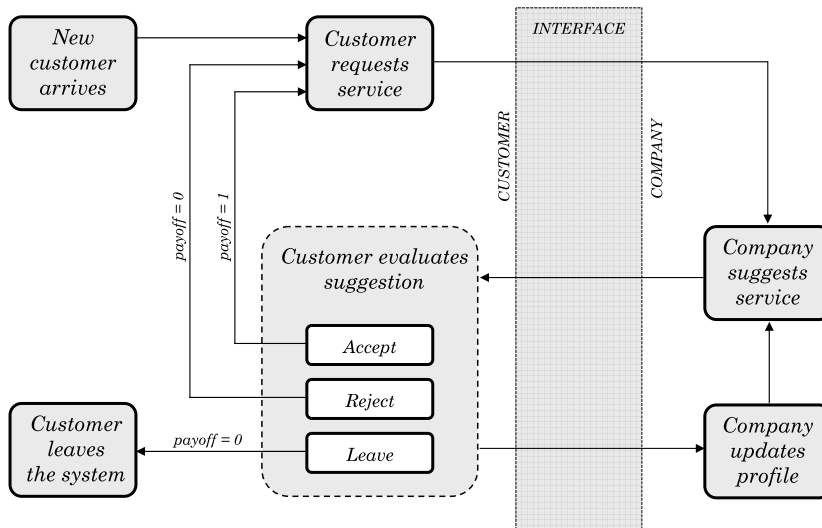 New
customer
arrives
Customer
requests
service
INTERFACE
CUSTOMER
COMPANY
payoff = 0
payoff = 1
Customer evaluates
suggestion
Company
suggests
service
Accept
Reject
Leave
Customer
leaves
the system
payoff = 0
Company
updates
profile